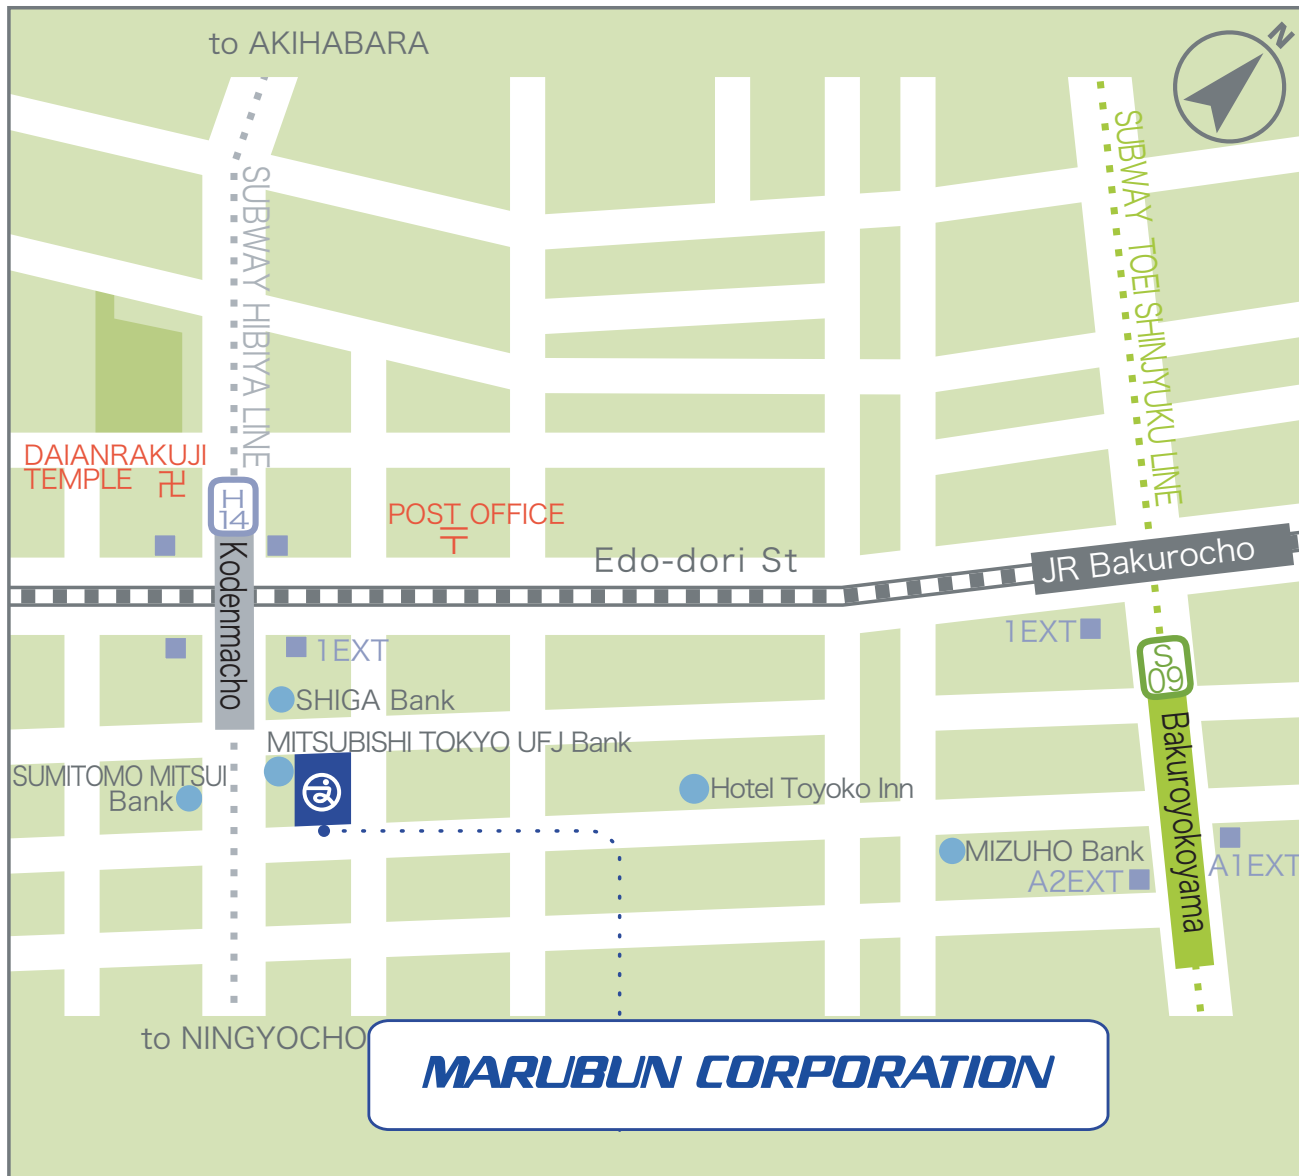 to AKIHABARA
N
SUBWAY HIBIYA LINE
SUBWAY TOEI SHINJYUKU LINE
DAIANRAKUJI
TEMPLE 卍
H
14
POST OFFICE
〒
Kodenmacho
Edo-dori St
JR Bakurocho
1EXT
1EXT
S
09
SHIGA Bank
Bakuroyokoyama
MITSUBISHI TOKYO UFJ Bank
SUMITOMO MITSUI
Bank
Hotel Toyoko Inn
MIZUHO Bank
A2EXT
A1EXT
to NINGYOCHO
MARUBUN CORPORATION